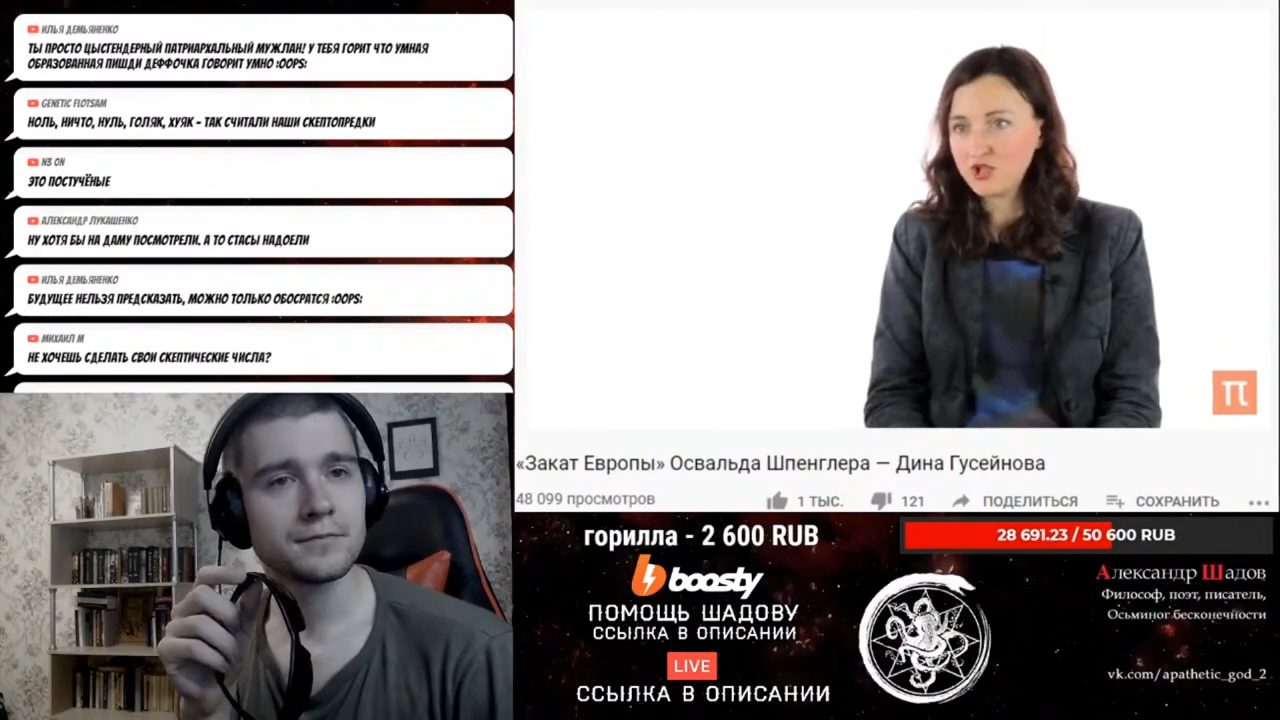 ИЛЬЯ ДЕМЬЯНЕНКО
ТЫ ПРОСТО ЦЫСГЕНДЕРНЫЙ ПАТРИАРХАЛЬНЫЙ МУЖЛАН! У ТЕБЯ ГОРИТ ЧТО УМНАЯ
ОБРАЗОВАННАЯ ПИШДИ ДЕФФОЧКА ГОВОРИТ УМНО :OOPS:
GENETIC FLOTSAM
НОЛЬ, НИЧТО, НУЛЬ, ГОЛЯК, ХУЯК - ТАК СЧИТАЛИ НАШИ СКЕПТОПРЕДКИ
N3 ON
ЭТО ПОСТУЧЁНЫЕ
АЛЕКСАНДР ЛУКАШЕНКО
НУ ХОТЯ БЫ НА ДАМУ ПОСМОТРЕЛИ. А ТО СТАСЫ НАДОЕЛИ
ИЛЬЯ ДЕМЬЯНЕНКО
БУДУЩЕЕ НЕЛЬЗЯ ПРЕДСКАЗАТЬ, МОЖНО ТОЛЬКО ОБОСРАТСЯ :OOPS:
МИХАИЛ М
НЕ ХОЧЕШЬ СДЕЛАТЬ СВОИ СКЕПТИЧЕСКИЕ ЧИСЛА?
π
«Закат Европы» Освальда Шпенглера — Дина Гусейнова
48 099 просмотров
1 ТЫС.
121
ПОДЕЛИТЬСЯ
СОХРАНИТЬ
горилла - 2 600 RUB
boosty
ПОМОЩЬ ШАДОВУ
ССЫЛКА В ОПИСАНИИ
LIVE
ССЫЛКА В ОПИСАНИИ
28 691.23 / 50 600 RUB
Александр Шадов
Философ, поэт, писатель,
Осьминог бесконечности
vk.com/apathetic_god_2